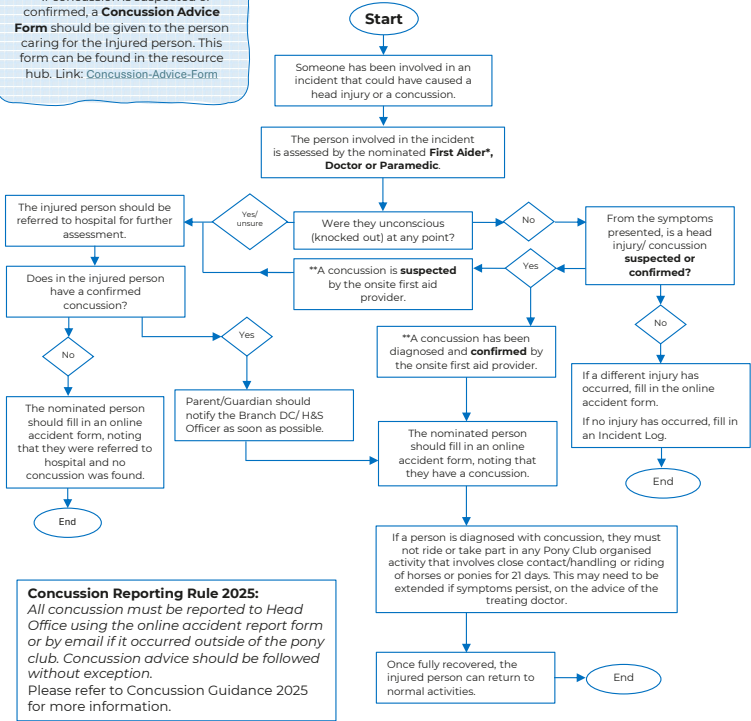 confirmed, a Concussion Advice
Form should be given to the person
caring for the Injured person. This
form can be found in the resource
hub. Link: Concussion-Advice-Form
Start
Someone has been involved in an
incident that could have caused a
head injury or a concussion.
The person involved in the incident
is assessed by the nominated First Aider*,
Doctor or Paramedic.
Were they unconscious
(knocked out) at any point?
Yes/
unsure
The injured person should be
referred to hospital for further
assessment.
No
From the symptoms
presented, is a head
injury/ concussion
suspected or
confirmed?
Yes
**A concussion is suspected
by the onsite first aid
provider.
Does in the injured person
have a confirmed
concussion?
No
Yes
**A concussion has been
diagnosed and confirmed by
the onsite first aid provider.
No
If a different injury has
occurred, fill in the online
accident form.
If no injury has occurred, fill in
an Incident Log.
End
Parent/Guardian should
notify the Branch DC/ H&S
Officer as soon as possible.
The nominated person
should fill in an online
accident form, noting
that they were referred to
hospital and no
concussion was found.
End
The nominated person
should fill in an online
accident form, noting that
they have a concussion.
If a person is diagnosed with concussion, they must
not ride or take part in any Pony Club organised
activity that involves close contact/handling or riding
of horses or ponies for 21 days. This may need to be
extended if symptoms persist, on the advice of the
treating doctor.
Once fully recovered, the
injured person can return to
normal activities.
End
Concussion Reporting Rule 2025:
All concussion must be reported to Head
Office using the online accident report form
or by email if it occurred outside of the pony
club. Concussion advice should be followed
without exception.
Please refer to Concussion Guidance 2025
for more information.